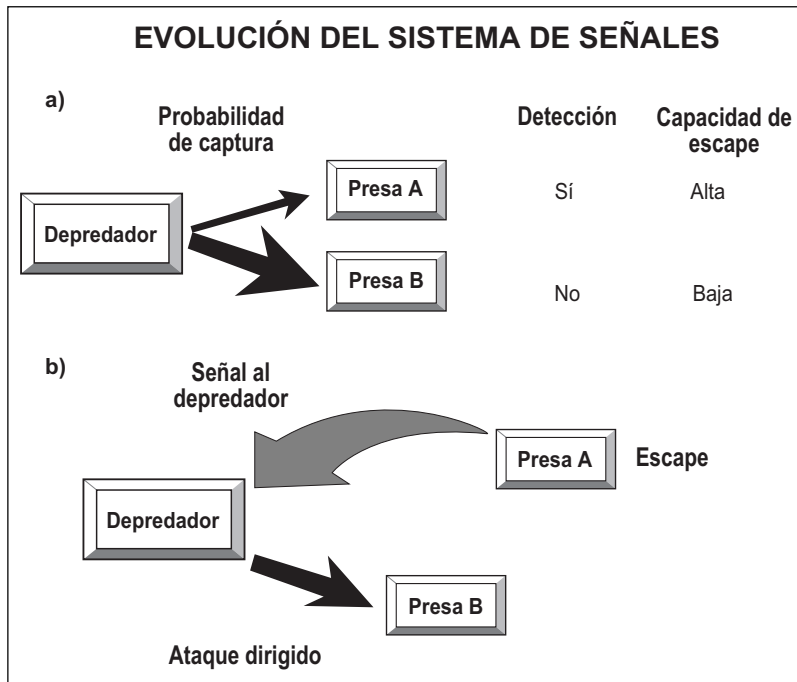 EVOLUCIÓN DEL SISTEMA DE SEÑALES
a)
Probabilidad
de captura
Detección
Capacidad de
escape
Depredador
Presa A
Sí
Alta
Presa B
No
Baja
b)
Señal al
depredador
Presa A
Escape
Depredador
Presa B
Ataque dirigido